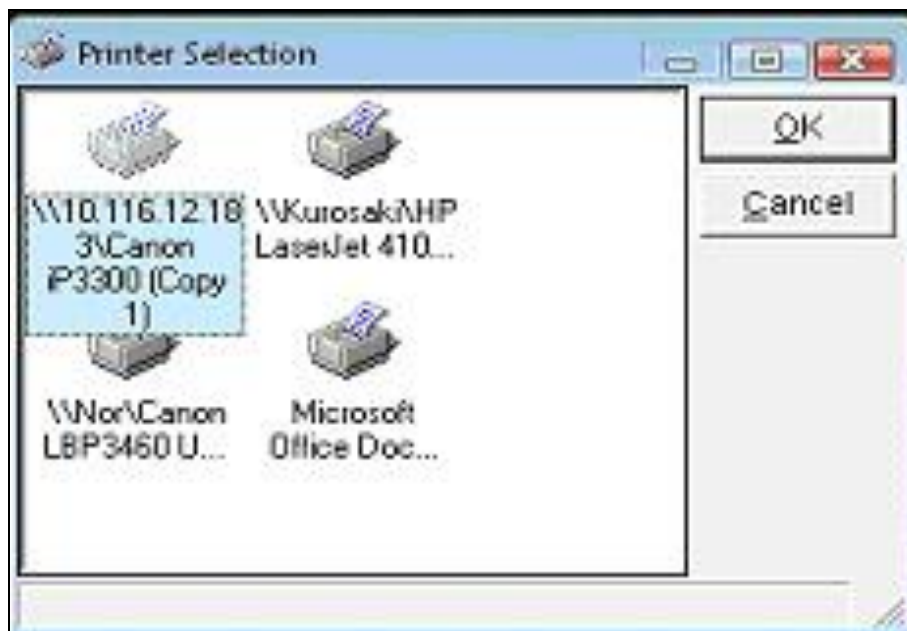 Printer Selection
\\10.116.12.18
3\Canon
iP3300 (Copy
1)
\\Kurosaki\HP
LaserJet 410...
\\Nor\Canon
LBP3460 U...
Microsoft
Office Doc...
OK
Cancel